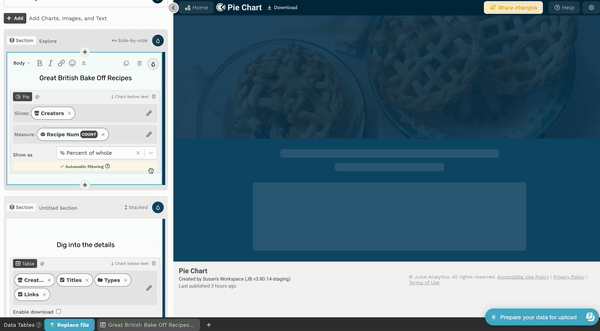 + Add Add Charts, Images, and Text
Home
Pie Chart
Download
Share changes
Help
Section Explore Side-by-side
Body B I
Great British Bake Off Recipes
Pie Chart below text
Slices: Creators ×
Measure: Recipe Num COUNT ×
Show as % Percent of whole ×
Automatic filtering
Section Untitled Section Stacked
Dig into the details
Table Chart below text
Creat... × Titles × Types ×
Links ×
Enable download
Pie Chart
Created by Susan's Workspace (JB v3.80.14-staging)
Last published 3 hours ago
© Juice Analytics. All rights reserved. Acceptable Use Policy | Privacy Policy |
Terms of Use
Prepare your data for upload
Data Tables Replace file Great British Bake Off Recipes... +